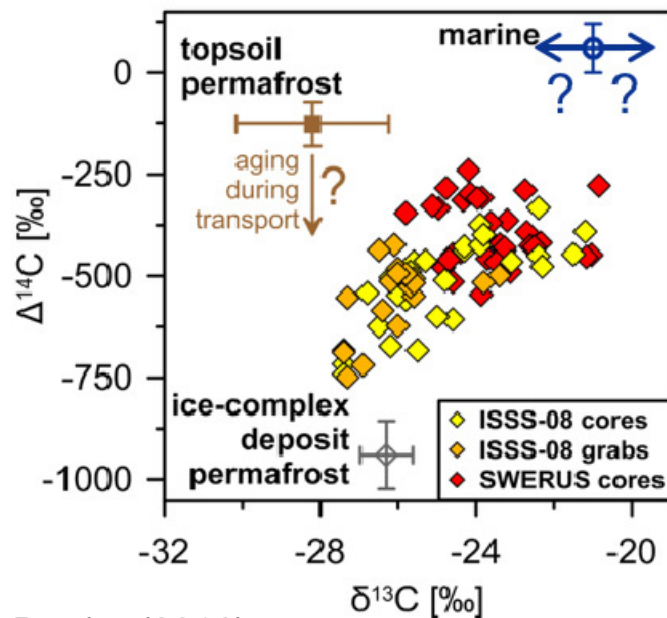 topsoil
permafrost
marine
? ?
aging
during
transport
?
0
-250
-500
-750
-1000
Δ¹⁴C [‰]
ice-complex
deposit
permafrost
ISSS-08 cores
ISSS-08 grabs
SWERUS cores
-32 -28 -24 -20
δ¹³C [‰]